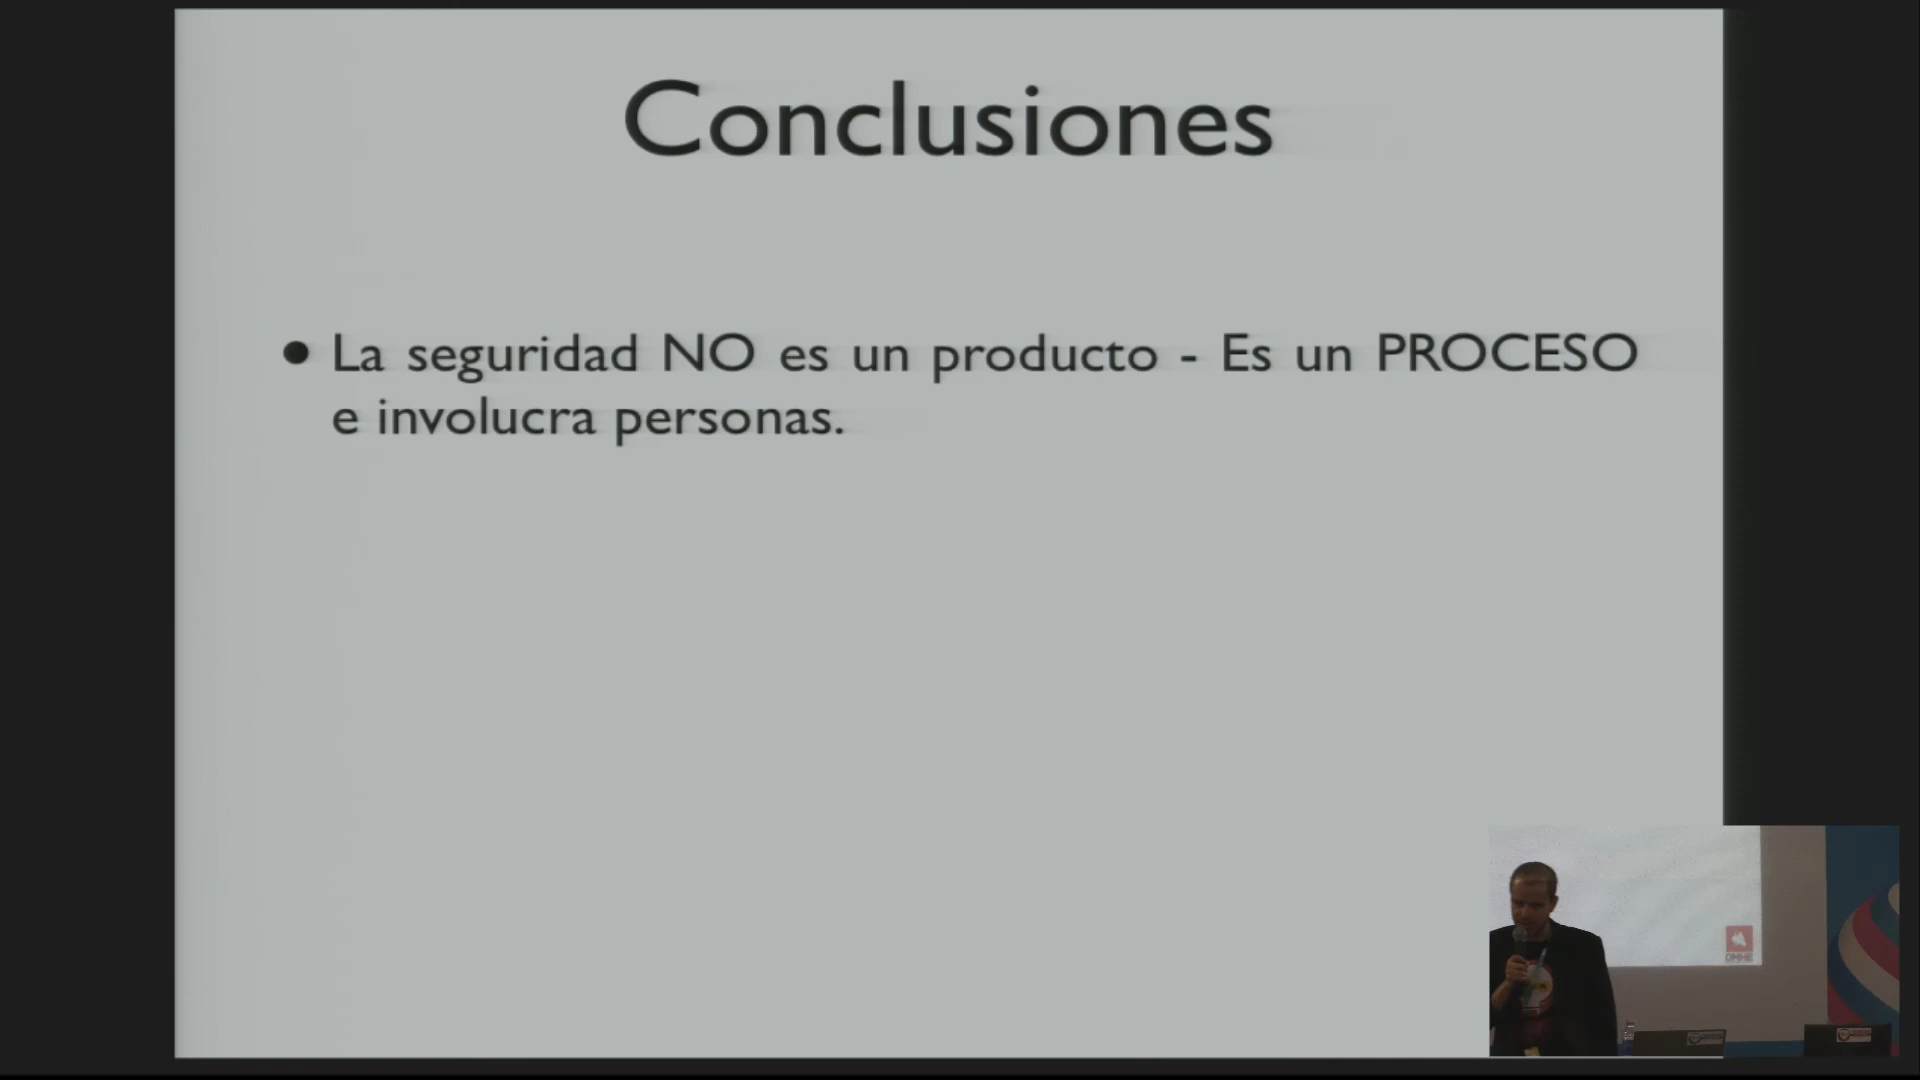 Conclusiones
● La seguridad NO es un producto - Es un PROCESO
e involucra personas.